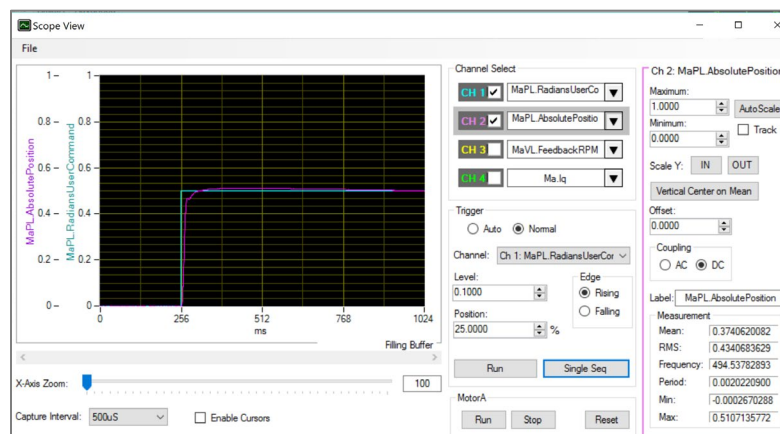 Scope View
File
MaPL.AbsolutePosition
MaPL.RadiansUserCommand
1 –
0.8 –
0.6 –
0.4 –
0.2 –
0 –
1 –
0.8 –
0.6 –
0.4 –
0.2 –
0 –
0 256 512 768 1024
ms
Filling Buffer
X-Axis Zoom: 100
Capture Interval: 500uS Enable Cursors
Channel Select
CH 1 MaPL.RadiansUserCo
CH 2 MaPL.AbsolutePositio
CH 3 MaVL.FeedbackRPM
CH 4 Ma.Iq
Trigger
Auto Normal
Channel: Ch 1: MaPL.RadiansUserCor
Level:
0.1000
Position:
25.0000 %
Edge
Rising
Falling
Run Single Seq
MotorA
Run Stop Reset
Ch 2: MaPL.AbsolutePosition
Maximum:
1.0000 AutoScale
Minimum:
0.0000 Track
Scale Y: IN OUT
Vertical Center on Mean
Offset:
0.0000
Coupling
AC DC
Label: MaPL.AbsolutePosition
Measurement
Mean: 0.3740620082
RMS: 0.4340683629
Frequency: 494.53782893
Period: 0.0020220900
Min: -0.0002670288
Max: 0.5107135772